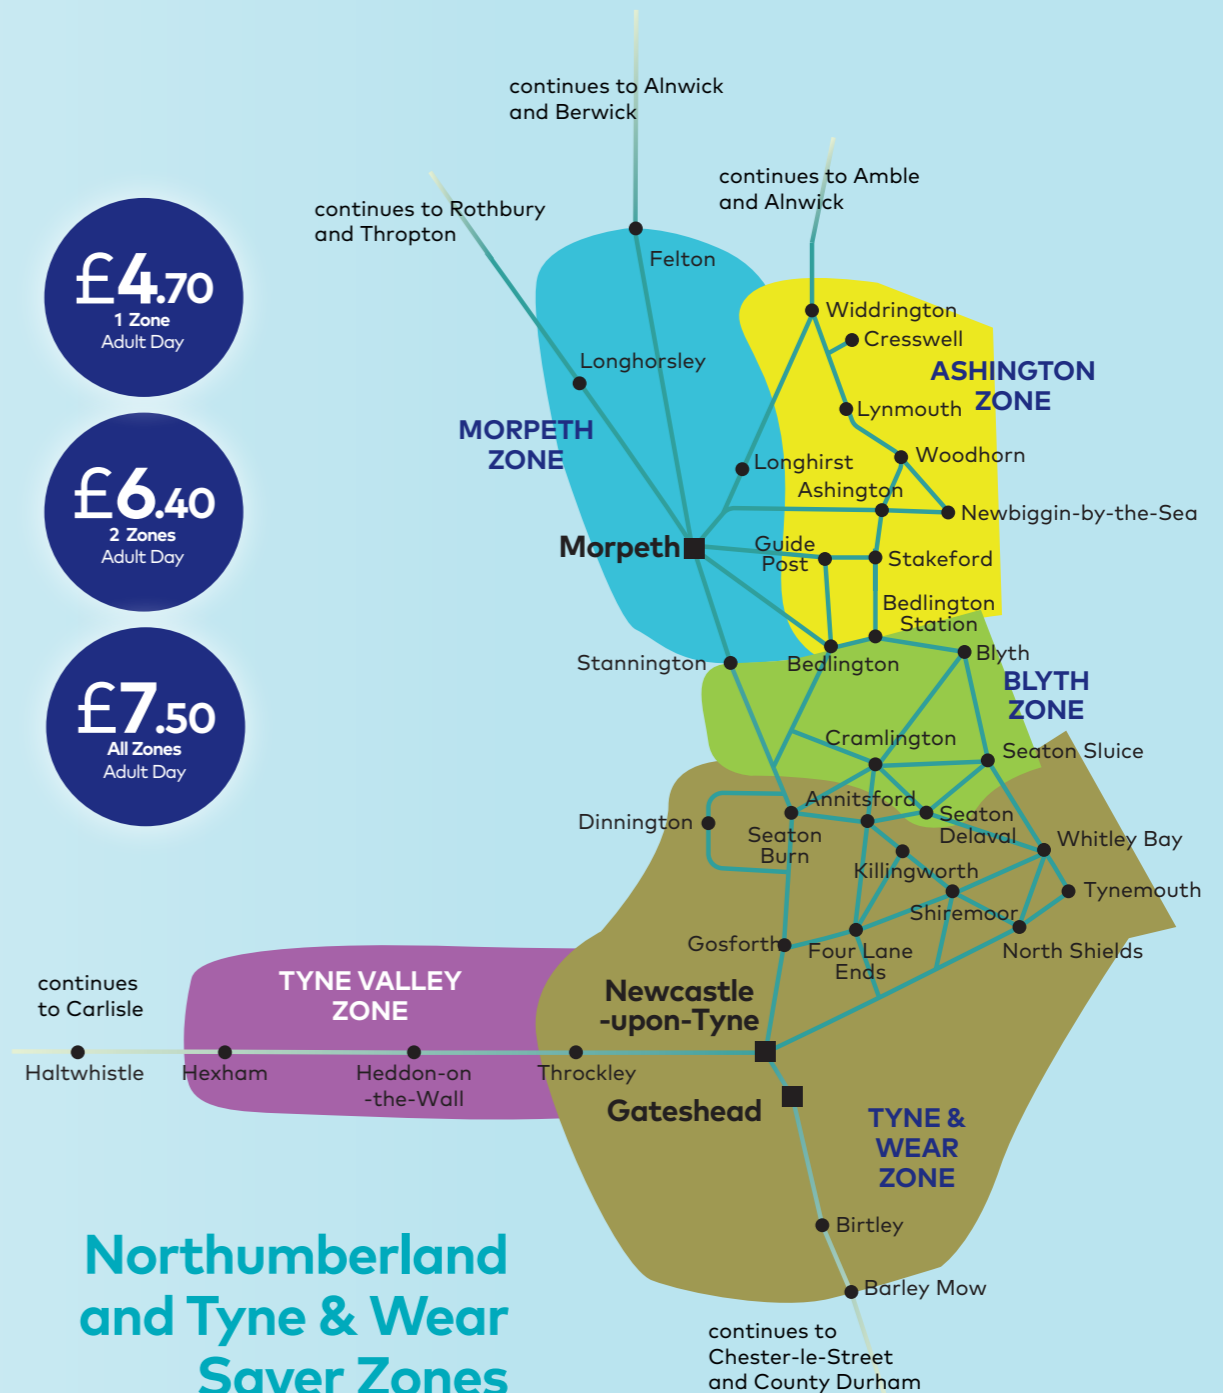 continues to Alnwick
and Berwick
continues to Amble
and Alnwick
continues to Rothbury
and Thropton
£4.70
1 Zone
Adult Day
£6.40
2 Zones
Adult Day
£7.50
All Zones
Adult Day
Felton
Longhorsley
MORPETH
ZONE
Widdrington
Cresswell
ASHINGTON
ZONE
Lynmouth
Woodhorn
Longhirst
Ashington
Newbiggin-by-the-Sea
Morpeth
Guide
Post
Stakeford
Bedlington
Station
Stannington
Bedlington
Blyth
BLYTH
ZONE
Cramlington
Seaton Sluice
Annitsford
Dinnington
Seaton
Burn
Seaton
Delaval
Whitley Bay
Killingworth
Tynemouth
Shiremoor
Gosforth
Four Lane
Ends
North Shields
continues
to Carlisle
TYNE VALLEY
ZONE
Newcastle
-upon-Tyne
Haltwhistle
Hexham
Heddon-on
-the-Wall
Throckley
Gateshead
TYNE &
WEAR
ZONE
Birtley
Barley Mow
continues to
Chester-le-Street
and County Durham
Northumberland
and Tyne & Wear
Saver Zones